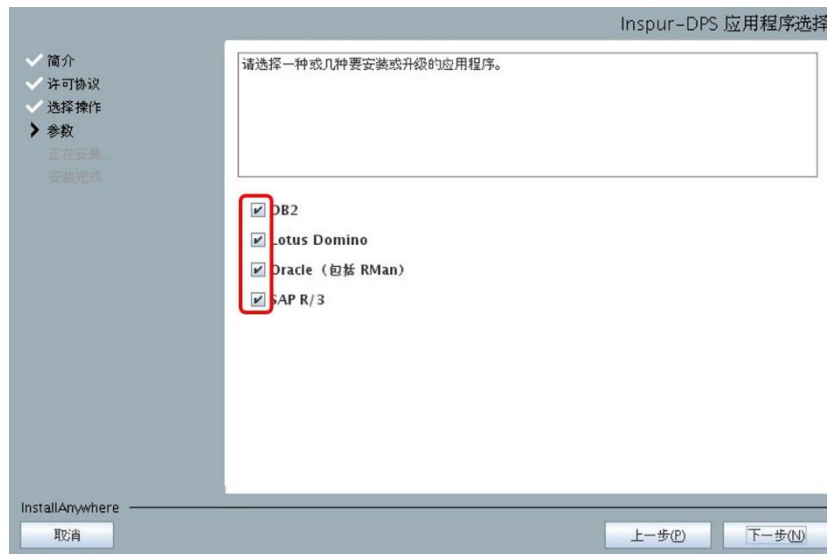 Inspur-DPS 应用程序选择
简介
许可协议
选择操作
参数
正在安装...
安装完成
请选择一种或几种要安装或升级的应用程序。
DB2
Lotus Domino
Oracle（包括 RMan）
SAP R/3
InstallAnywhere
取消
上一步(P)
下一步(N)